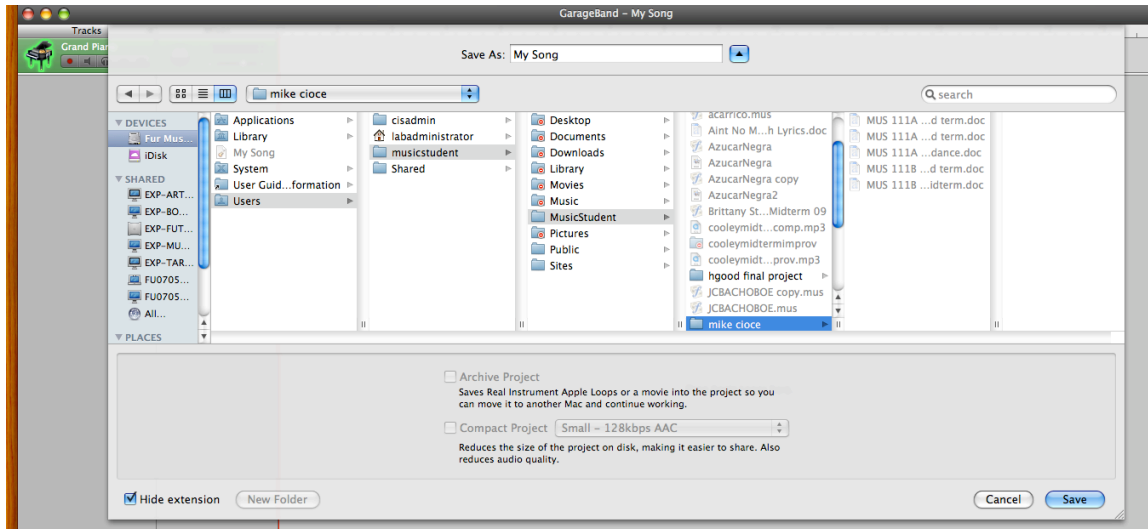 GarageBand – My Song
Tracks
Grand Pian
Save As: My Song
mike cioce
search
DEVICES
Fur Mus...
iDisk
SHARED
EXP-ART...
EXP-BO...
EXP-FUT...
EXP-MU...
EXP-TAR...
FU0705...
FU0705...
All...
PLACES
Applications
Library
My Song
System
User Guid...formation
Users
cisadmin
labadministrator
musicstudent
Shared
Desktop
Documents
Downloads
Library
Movies
Music
MusicStudent
Pictures
Public
Sites
acarrico.mus
Aint No M...h Lyrics.doc
AzucarNegra
AzucarNegra
AzucarNegra copy
AzucarNegra2
Brittany St...Midterm 09
cooleymidt...comp.mp3
cooleymidtermimprov
cooleymidt...prov.mp3
hgood final project
JCBACHOBOE copy.mus
JCBACHOBOE.mus
mike cioce
MUS 111A ...d term.doc
MUS 111A ...dance.doc
MUS 111B ...d term.doc
MUS 111B ...idterm.doc
Archive Project
Saves Real Instrument Apple Loops or a movie into the project so you
can move it to another Mac and continue working.
Compact Project Small – 128kbps AAC
Reduces the size of the project on disk, making it easier to share. Also
reduces audio quality.
Hide extension
New Folder
Cancel
Save